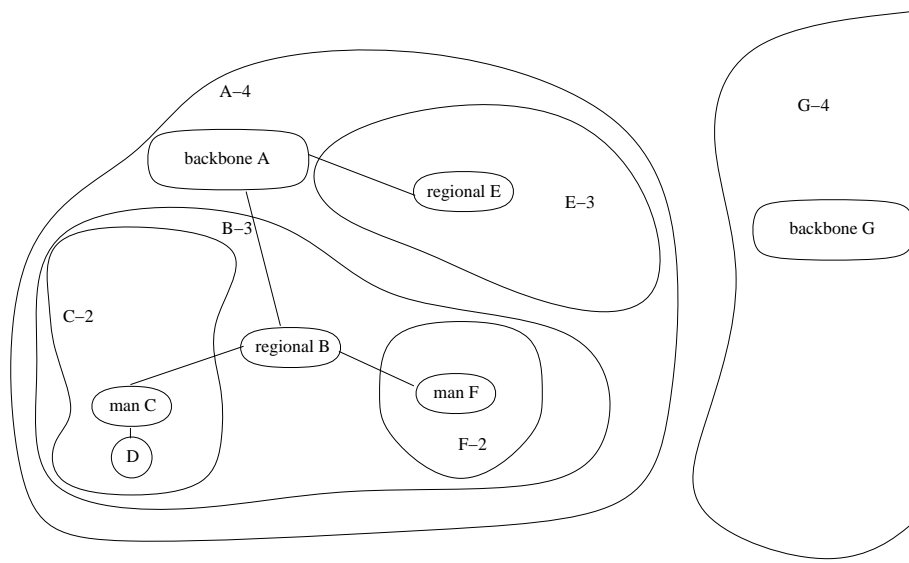 A–4
G–4
backbone A
regional E
E–3
B–3
backbone G
C–2
regional B
man F
man C
F–2
D